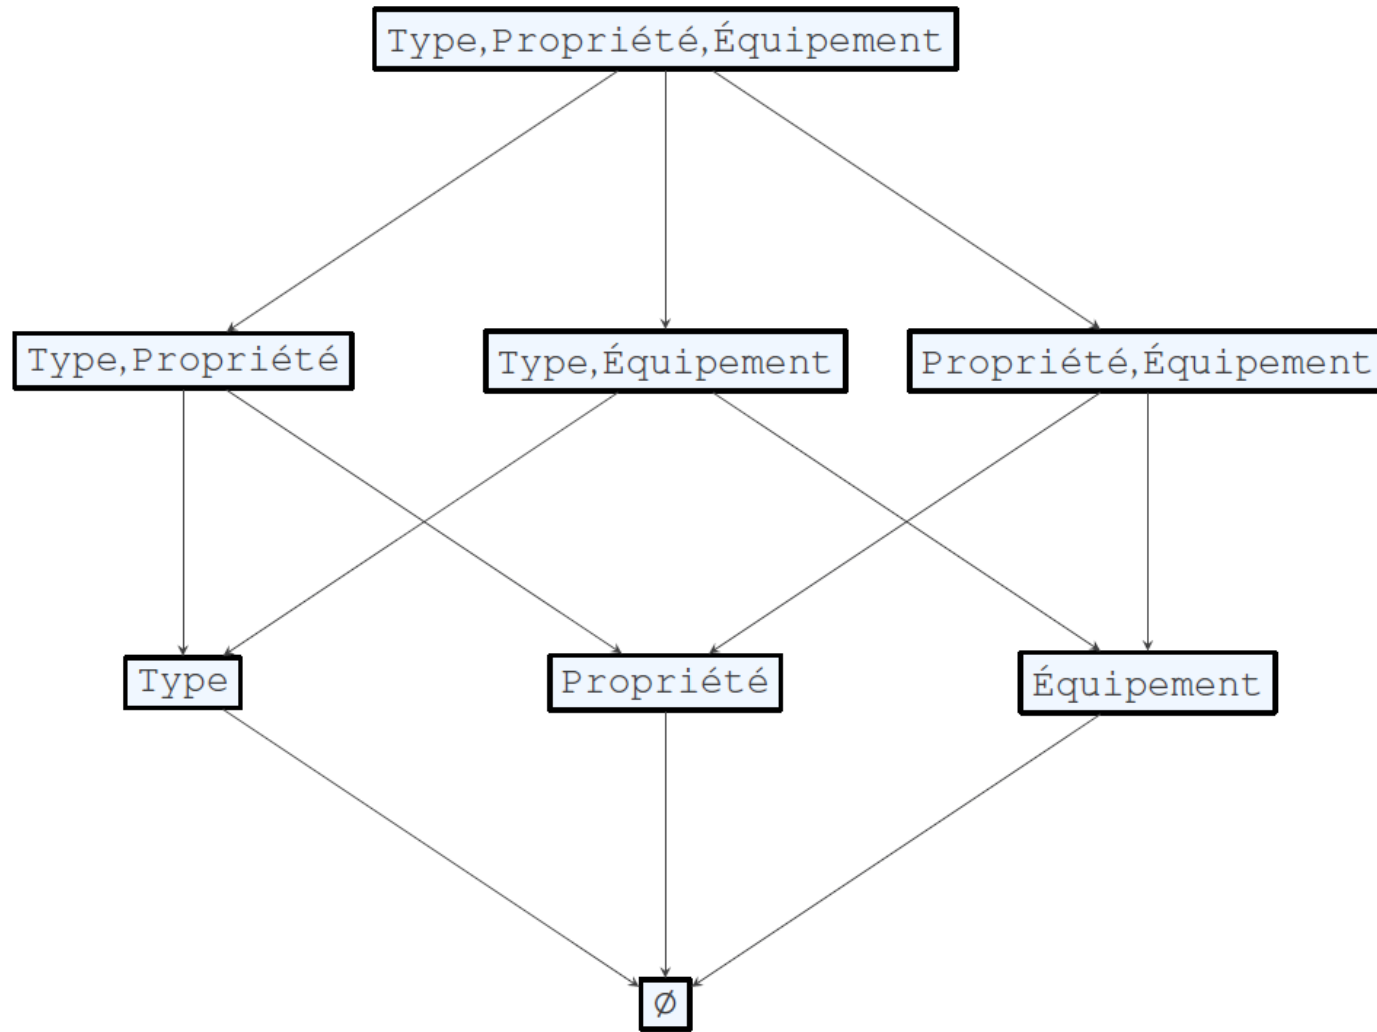 Type,Propriété,Équipement
Type,Propriété
Type,Équipement
Propriété,Équipement
Type
Propriété
Équipement
Ø